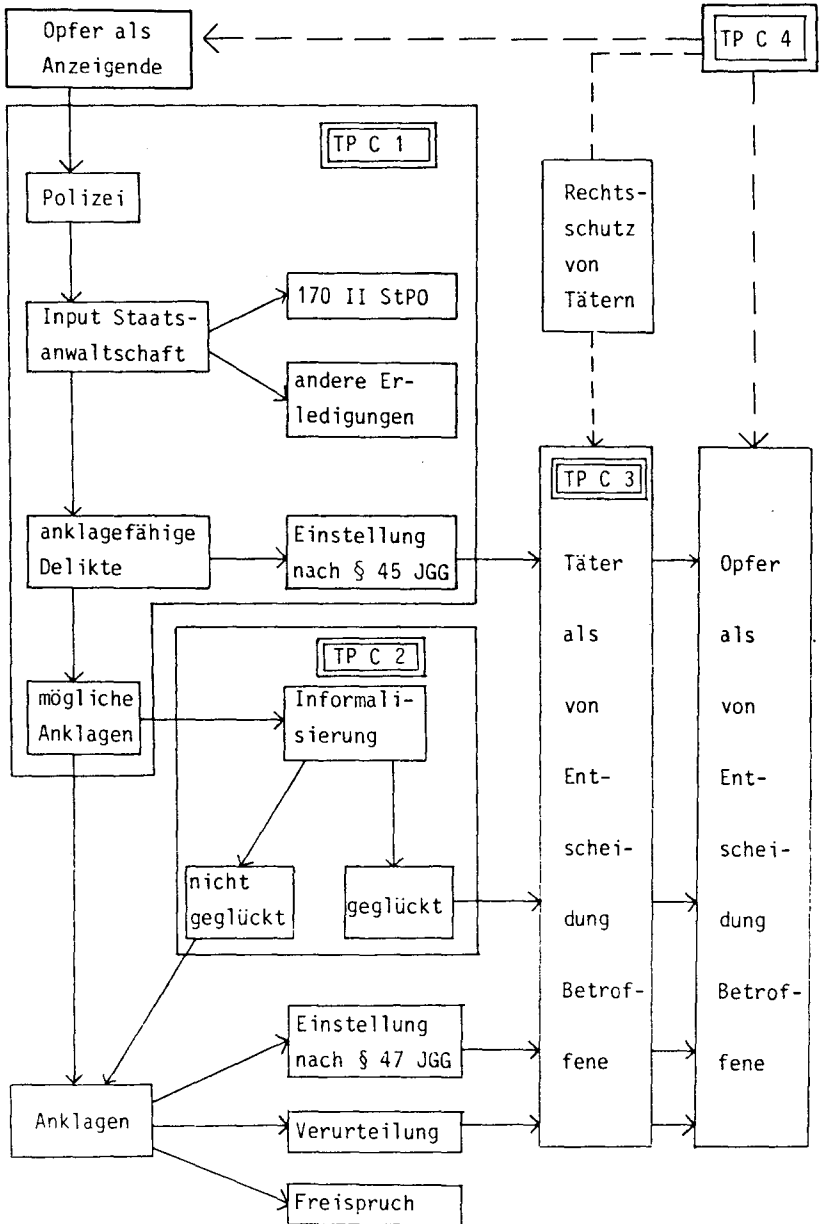 Opfer als
Anzeigende
TP C 4
TP C 1
Polizei
Rechts-
schutz
von
Tätern
Input Staats-
anwaltschaft
170 II StPO
andere Er-
ledigungen
TP C 3
anklagefähige
Delikte
Einstellung
nach § 45 JGG
Täter
als
von
Ent-
schei-
dung
Betrof-
fene
Opfer
als
von
Ent-
schei-
dung
Betrof-
fene
TP C 2
mögliche
Anklagen
Informali-
sierung
nicht
geglückt
geglückt
Einstellung
nach § 47 JGG
Anklagen
Verurteilung
Freispruch